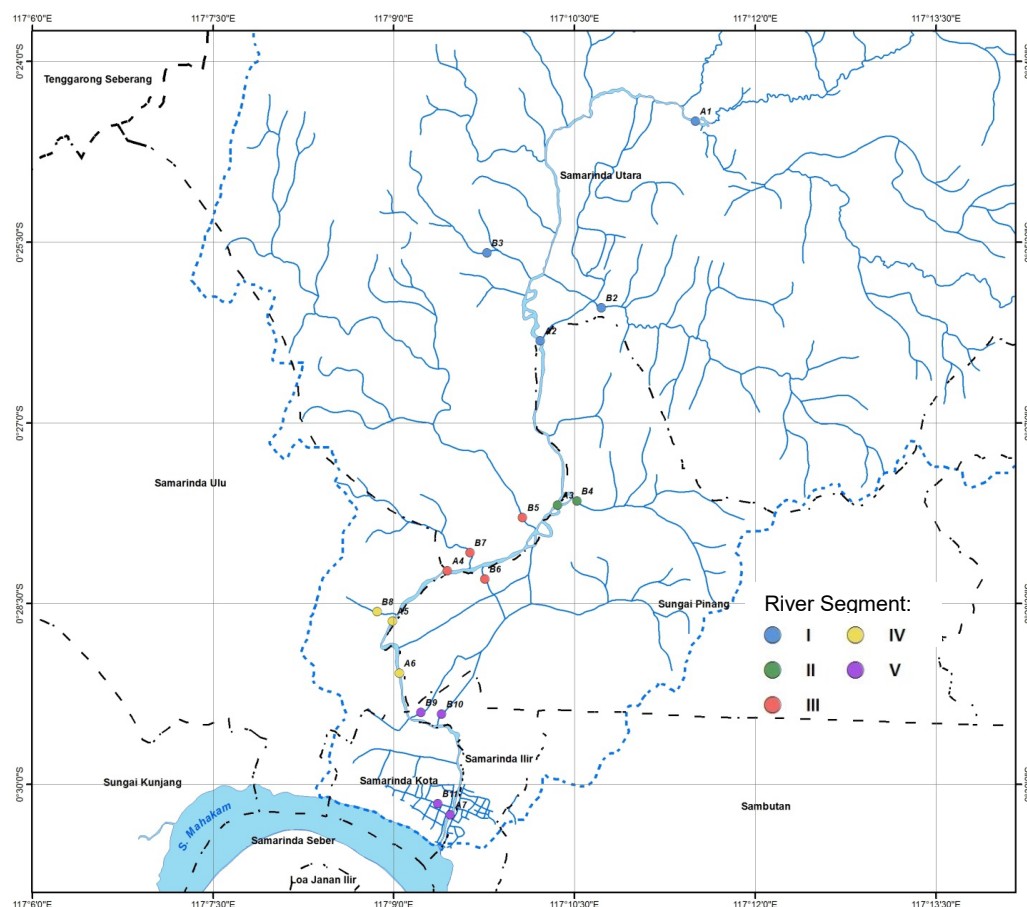 117°6'0"E 117°7'30"E 117°9'0"E 117°10'30"E 117°12'0"E 117°13'30"E
0°24'0"S
Tenggarong Seberang
A1
Samarinda Utara
0°25'30"S
B3
B2
0°27'0"S
Samarinda Ulu
A3
B4
B5
B7
A4
B6
0°28'30"S
B8
A5
Sungai Pinang
River Segment:
I IV
II V
III
A6
B9
B10
Samarinda Ilir
0°30'0"S
Sungai Kunjang
Samarinda Kota
B11
A7
Sambutan
S. Mahakam
Samarinda Seber
Loa Janan Ilir
117°6'0"E 117°7'30"E 117°9'0"E 117°10'30"E 117°12'0"E 117°13'30"E